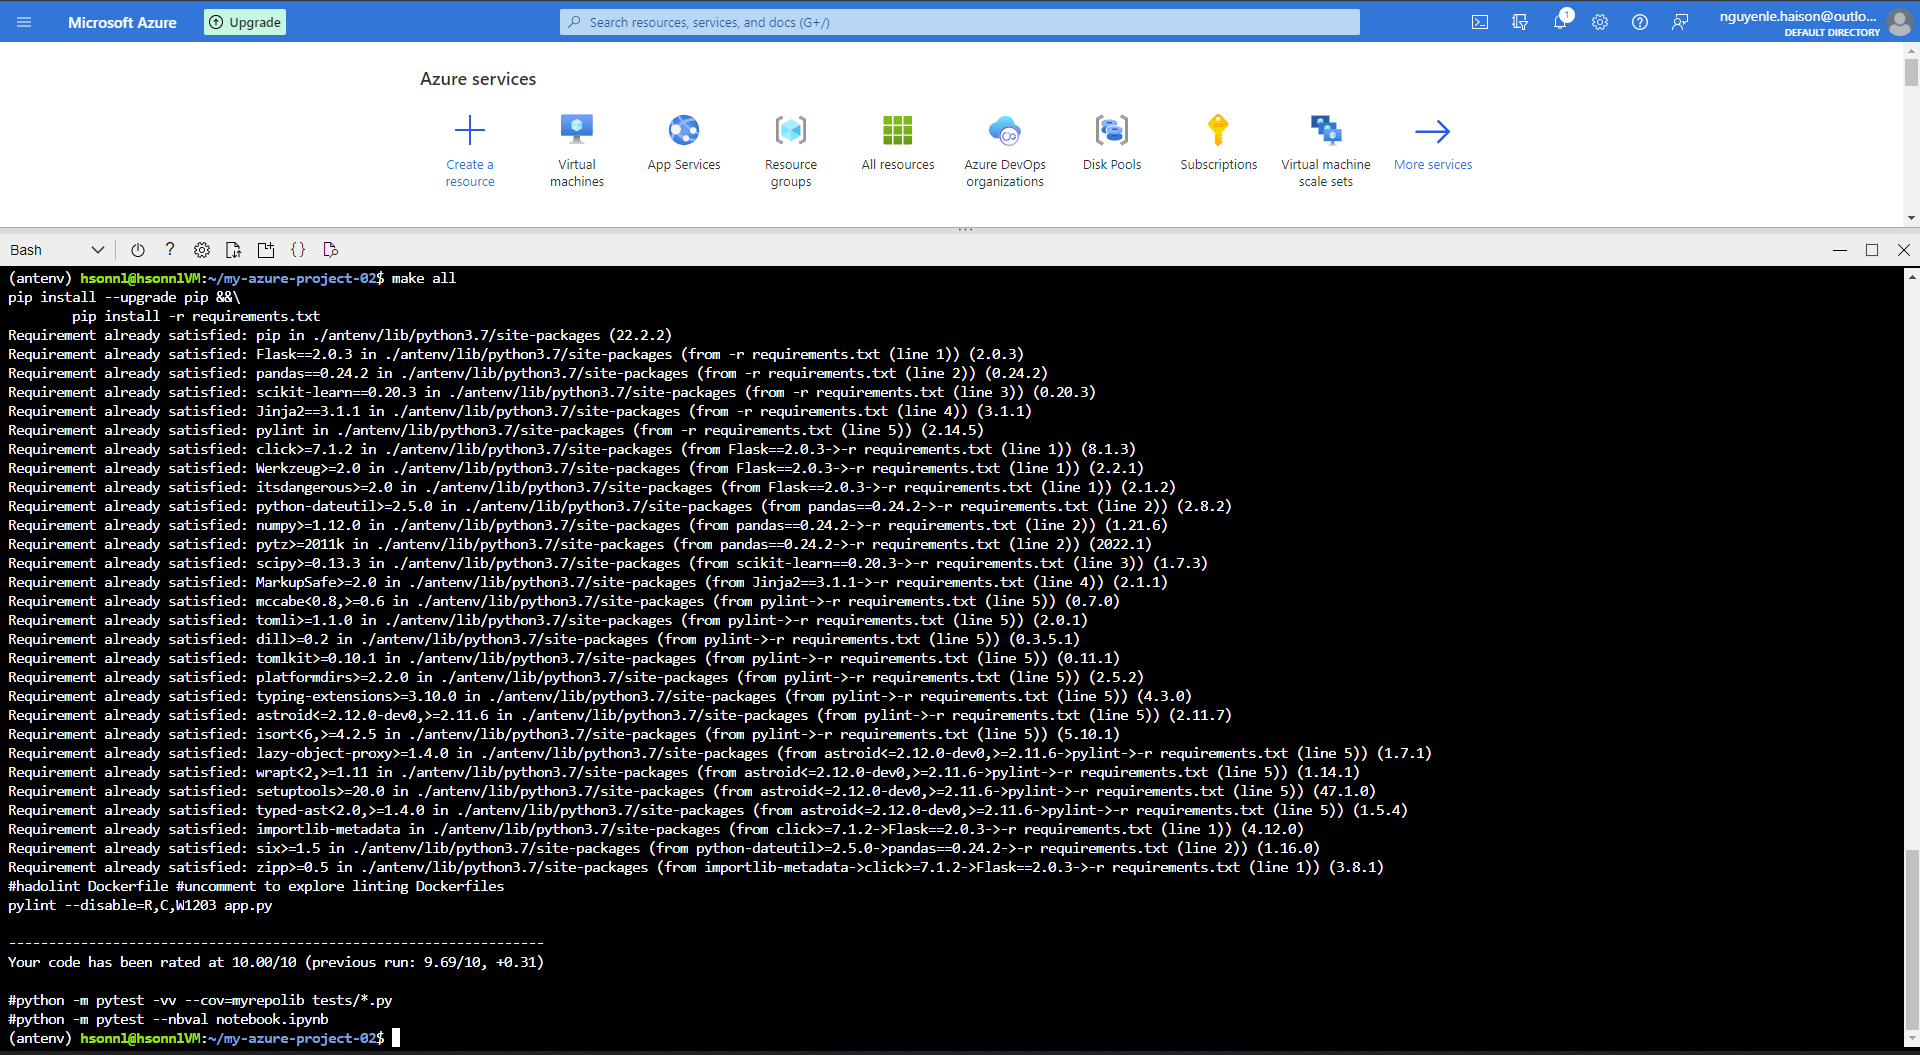 Microsoft Azure
Upgrade
Search resources, services, and docs (G+/)
1
nguyenle.haison@outlo...
DEFAULT DIRECTORY
Azure services
Create a resource
Virtual machines
App Services
Resource groups
All resources
Azure DevOps organizations
Disk Pools
Subscriptions
Virtual machine scale sets
More services
Bash
(antenv) hsonnl@hsonnlVM:~/my-azure-project-02$ make all
pip install --upgrade pip &&\
        pip install -r requirements.txt
Requirement already satisfied: pip in ./antenv/lib/python3.7/site-packages (22.2.2)
Requirement already satisfied: Flask==2.0.3 in ./antenv/lib/python3.7/site-packages (from -r requirements.txt (line 1)) (2.0.3)
Requirement already satisfied: pandas==0.24.2 in ./antenv/lib/python3.7/site-packages (from -r requirements.txt (line 2)) (0.24.2)
Requirement already satisfied: scikit-learn==0.20.3 in ./antenv/lib/python3.7/site-packages (from -r requirements.txt (line 3)) (0.20.3)
Requirement already satisfied: Jinja2==3.1.1 in ./antenv/lib/python3.7/site-packages (from -r requirements.txt (line 4)) (3.1.1)
Requirement already satisfied: pylint in ./antenv/lib/python3.7/site-packages (from -r requirements.txt (line 5)) (2.14.5)
Requirement already satisfied: click>=7.1.2 in ./antenv/lib/python3.7/site-packages (from Flask==2.0.3->-r requirements.txt (line 1)) (8.1.3)
Requirement already satisfied: Werkzeug>=2.0 in ./antenv/lib/python3.7/site-packages (from Flask==2.0.3->-r requirements.txt (line 1)) (2.2.1)
Requirement already satisfied: itsdangerous>=2.0 in ./antenv/lib/python3.7/site-packages (from Flask==2.0.3->-r requirements.txt (line 1)) (2.1.2)
Requirement already satisfied: python-dateutil>=2.5.0 in ./antenv/lib/python3.7/site-packages (from pandas==0.24.2->-r requirements.txt (line 2)) (2.8.2)
Requirement already satisfied: numpy>=1.12.0 in ./antenv/lib/python3.7/site-packages (from pandas==0.24.2->-r requirements.txt (line 2)) (1.21.6)
Requirement already satisfied: pytz>=2011k in ./antenv/lib/python3.7/site-packages (from pandas==0.24.2->-r requirements.txt (line 2)) (2022.1)
Requirement already satisfied: scipy>=0.13.3 in ./antenv/lib/python3.7/site-packages (from scikit-learn==0.20.3->-r requirements.txt (line 3)) (1.7.3)
Requirement already satisfied: MarkupSafe>=2.0 in ./antenv/lib/python3.7/site-packages (from Jinja2==3.1.1->-r requirements.txt (line 4)) (2.1.1)
Requirement already satisfied: mccabe<0.8,>=0.6 in ./antenv/lib/python3.7/site-packages (from pylint->-r requirements.txt (line 5)) (0.7.0)
Requirement already satisfied: tomli>=1.1.0 in ./antenv/lib/python3.7/site-packages (from pylint->-r requirements.txt (line 5)) (2.0.1)
Requirement already satisfied: dill>=0.2 in ./antenv/lib/python3.7/site-packages (from pylint->-r requirements.txt (line 5)) (0.3.5.1)
Requirement already satisfied: tomlkit>=0.10.1 in ./antenv/lib/python3.7/site-packages (from pylint->-r requirements.txt (line 5)) (0.11.1)
Requirement already satisfied: platformdirs>=2.2.0 in ./antenv/lib/python3.7/site-packages (from pylint->-r requirements.txt (line 5)) (2.5.2)
Requirement already satisfied: typing-extensions>=3.10.0 in ./antenv/lib/python3.7/site-packages (from pylint->-r requirements.txt (line 5)) (4.3.0)
Requirement already satisfied: astroid<=2.12.0-dev0,>=2.11.6 in ./antenv/lib/python3.7/site-packages (from pylint->-r requirements.txt (line 5)) (2.11.7)
Requirement already satisfied: isort<6,>=4.2.5 in ./antenv/lib/python3.7/site-packages (from pylint->-r requirements.txt (line 5)) (5.10.1)
Requirement already satisfied: lazy-object-proxy>=1.4.0 in ./antenv/lib/python3.7/site-packages (from astroid<=2.12.0-dev0,>=2.11.6->pylint->-r requirements.txt (line 5)) (1.7.1)
Requirement already satisfied: wrapt<2,>=1.11 in ./antenv/lib/python3.7/site-packages (from astroid<=2.12.0-dev0,>=2.11.6->pylint->-r requirements.txt (line 5)) (1.14.1)
Requirement already satisfied: setuptools>=20.0 in ./antenv/lib/python3.7/site-packages (from astroid<=2.12.0-dev0,>=2.11.6->pylint->-r requirements.txt (line 5)) (47.1.0)
Requirement already satisfied: typed-ast<2.0,>=1.4.0 in ./antenv/lib/python3.7/site-packages (from astroid<=2.12.0-dev0,>=2.11.6->pylint->-r requirements.txt (line 5)) (1.5.4)
Requirement already satisfied: importlib-metadata in ./antenv/lib/python3.7/site-packages (from click>=7.1.2->Flask==2.0.3->-r requirements.txt (line 1)) (4.12.0)
Requirement already satisfied: six>=1.5 in ./antenv/lib/python3.7/site-packages (from python-dateutil>=2.5.0->pandas==0.24.2->-r requirements.txt (line 2)) (1.16.0)
Requirement already satisfied: zipp>=0.5 in ./antenv/lib/python3.7/site-packages (from importlib-metadata->click>=7.1.2->Flask==2.0.3->-r requirements.txt (line 1)) (3.8.1)
#hadolint Dockerfile #uncomment to explore linting Dockerfiles
pylint --disable=R,C,W1203 app.py
-------------------------------------------------------------------
Your code has been rated at 10.00/10 (previous run: 9.69/10, +0.31)
#python -m pytest -vv --cov=myrepolib tests/*.py
#python -m pytest --nbval notebook.ipynb
(antenv) hsonnl@hsonnlVM:~/my-azure-project-02$